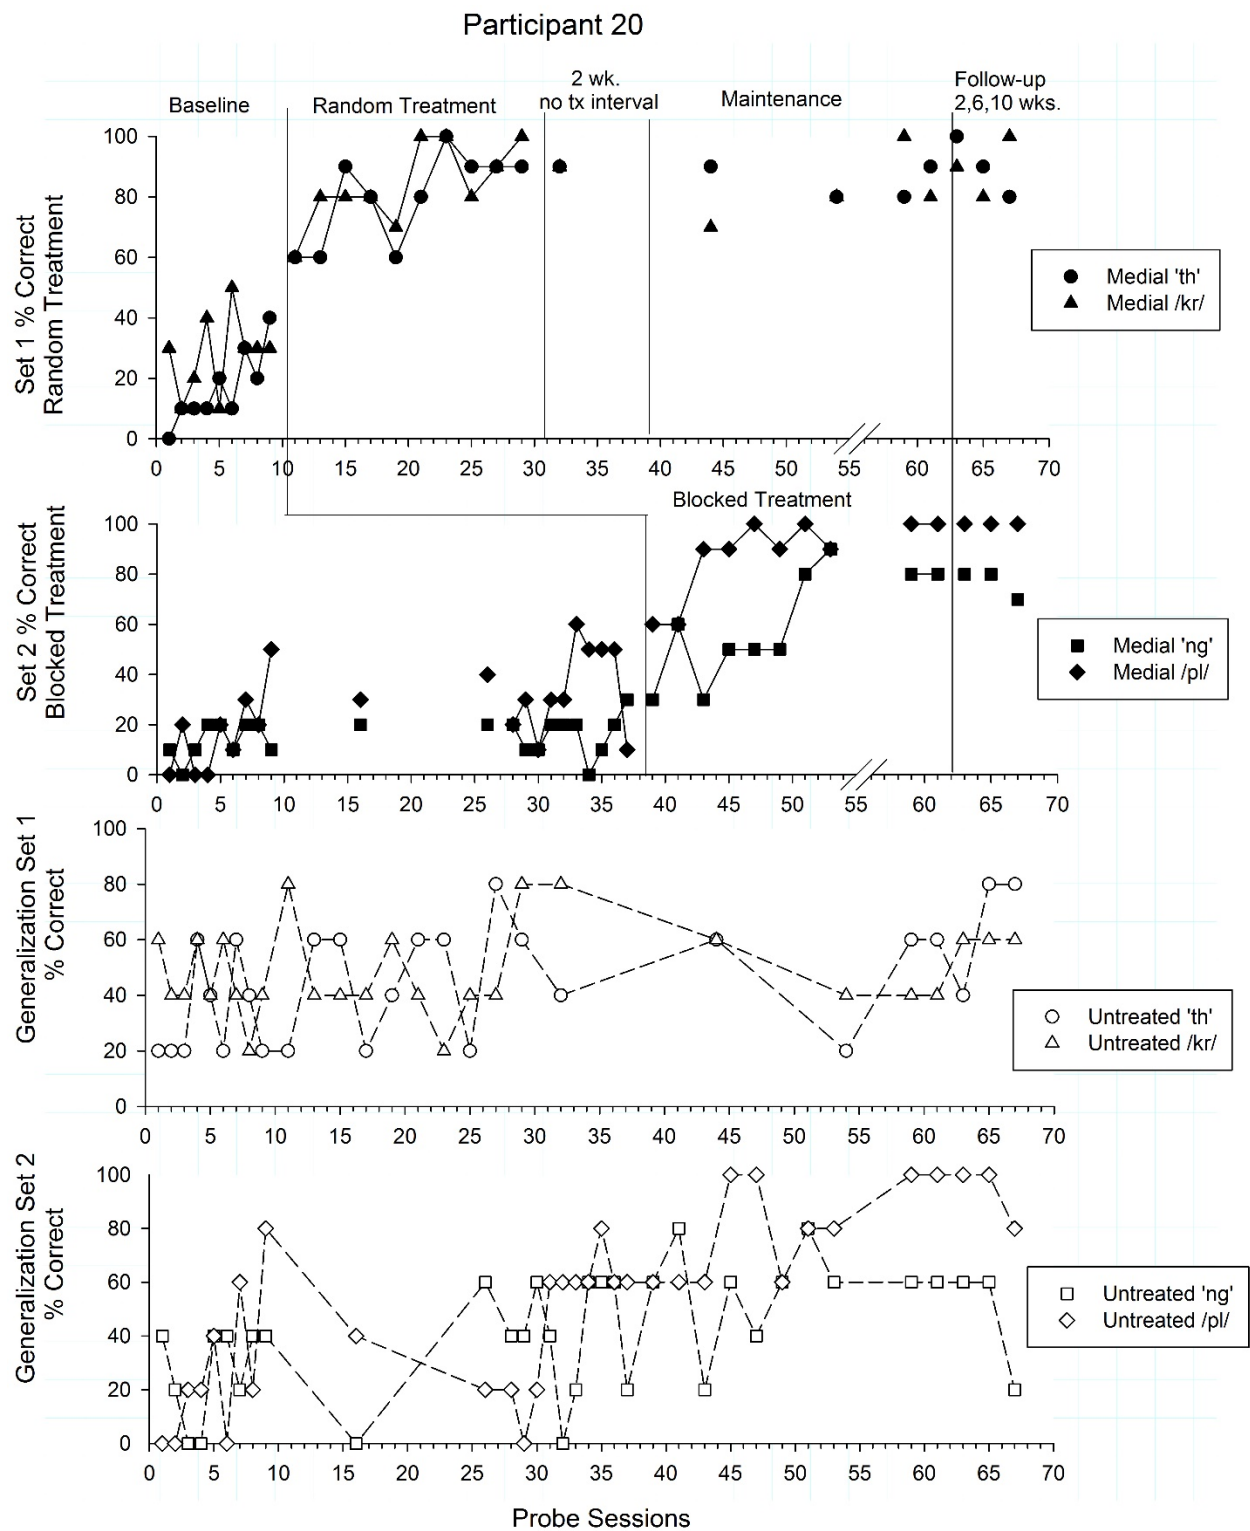 Participant 20
Baseline
Random Treatment
2 wk.
no tx interval
Maintenance
Follow-up
2,6,10 wks.
Set 1 % Correct
Random Treatment
100
80
60
40
20
0
0 5 10 15 20 25 30 35 40 45 50 55 60 65 70
Medial 'th'
Medial /kr/
Blocked Treatment
Set 2 % Correct
Blocked Treatment
100
80
60
40
20
0
0 5 10 15 20 25 30 35 40 45 50 55 60 65 70
Medial 'ng'
Medial /pl/
Generalization Set 1
% Correct
100
80
60
40
20
0
0 5 10 15 20 25 30 35 40 45 50 55 60 65 70
Untreated 'th'
Untreated /kr/
Generalization Set 2
% Correct
100
80
60
40
20
0
0 5 10 15 20 25 30 35 40 45 50 55 60 65 70
Untreated 'ng'
Untreated /pl/
Probe Sessions